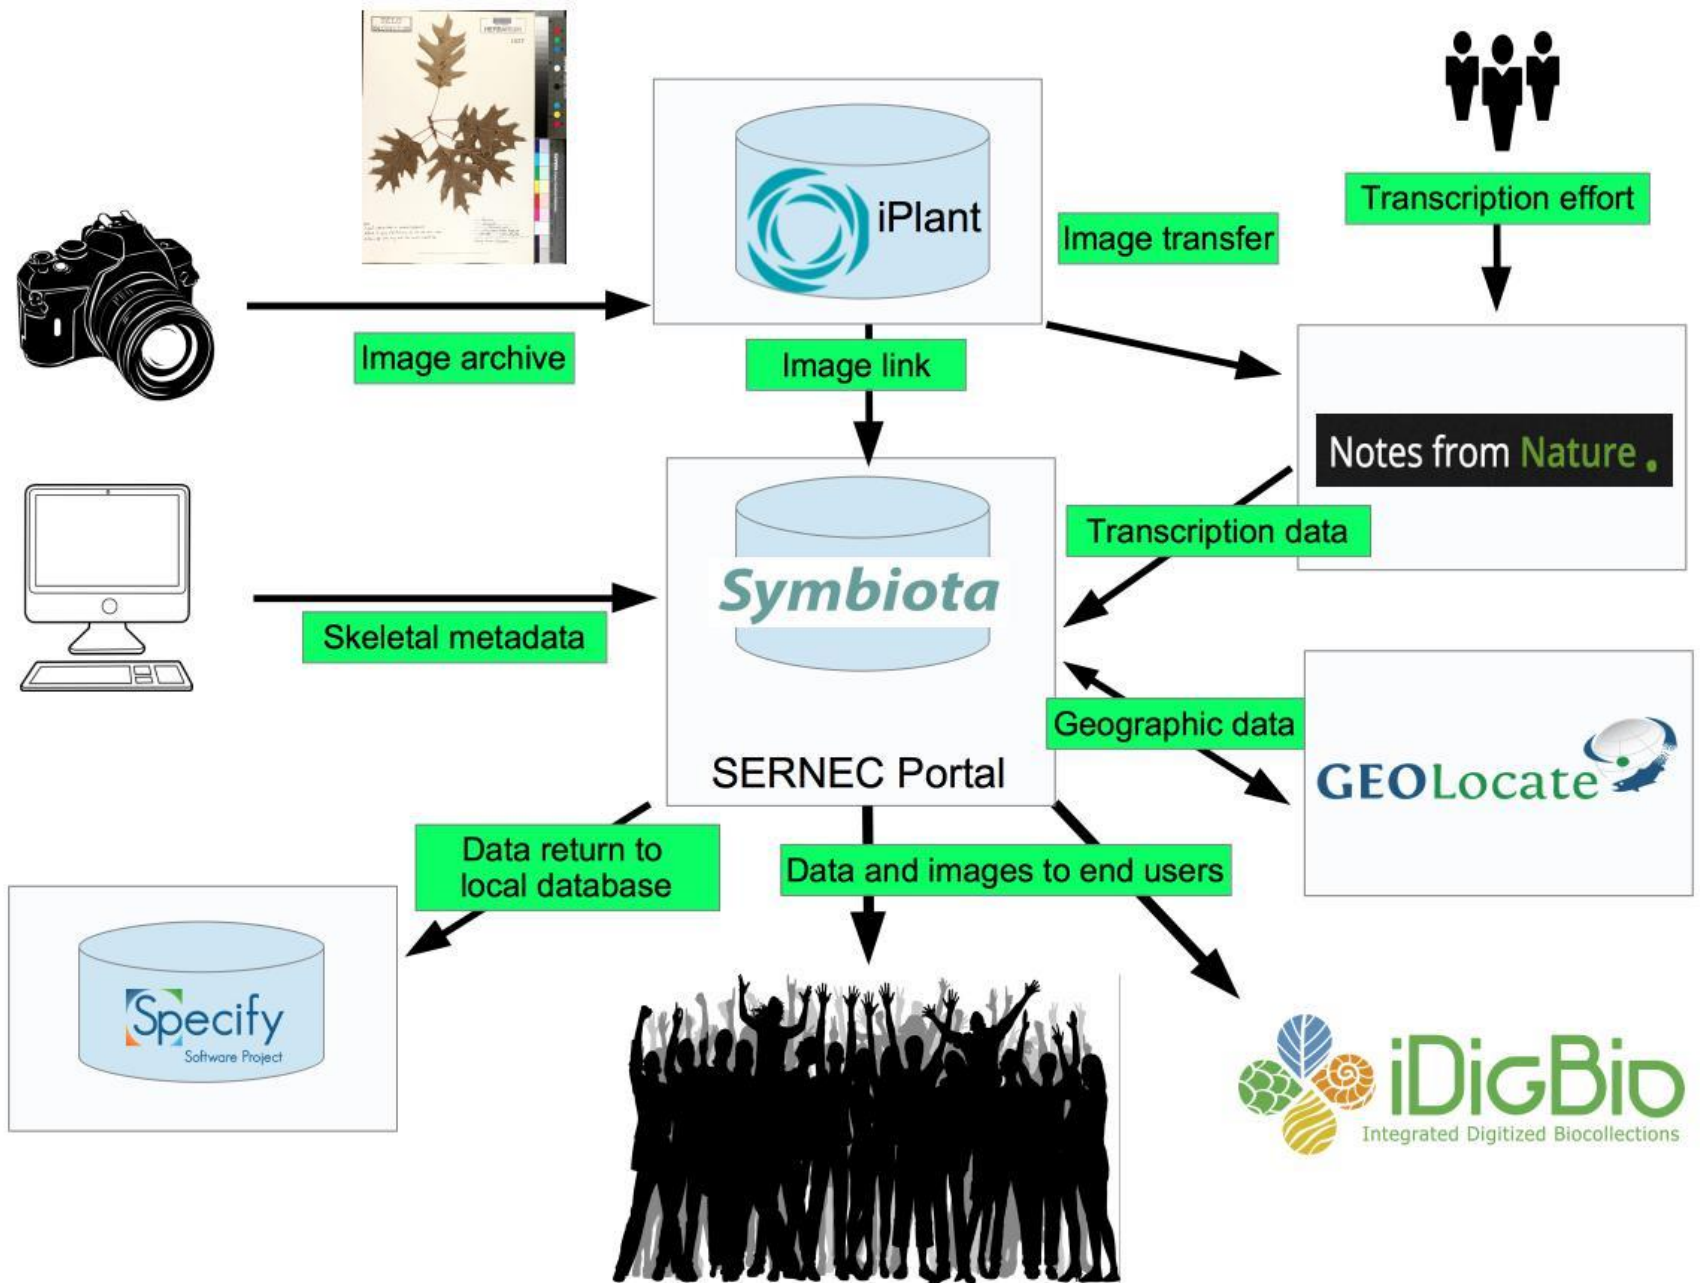 HERBARIUM
iPlant
Transcription effort
Image transfer
Image archive
Image link
Notes from Nature.
Transcription data
Symbiota
Skeletal metadata
Geographic data
SERNEC Portal
GEOLocate
Data return to
local database
Data and images to end users
Specify
Software Project
iDigBio
Integrated Digitized Biocollections